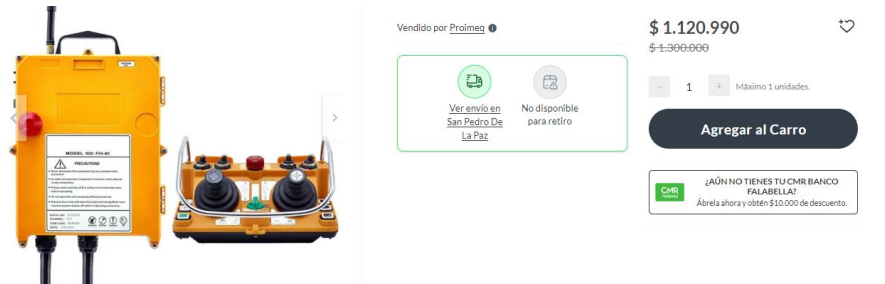 MODEL NO: F24-60
PRECAUTIONS
Vendido por Proimeq
Ver envío en
San Pedro De
La Paz
No disponible
para retiro
$ 1.120.990
$ 1.300.000
- 1 + Máximo 1 unidades.
Agregar al Carro
CMR
¿AÚN NO TIENES TU CMR BANCO
FALABELLA?
Ábrela ahora y obtén $10.000 de descuento.